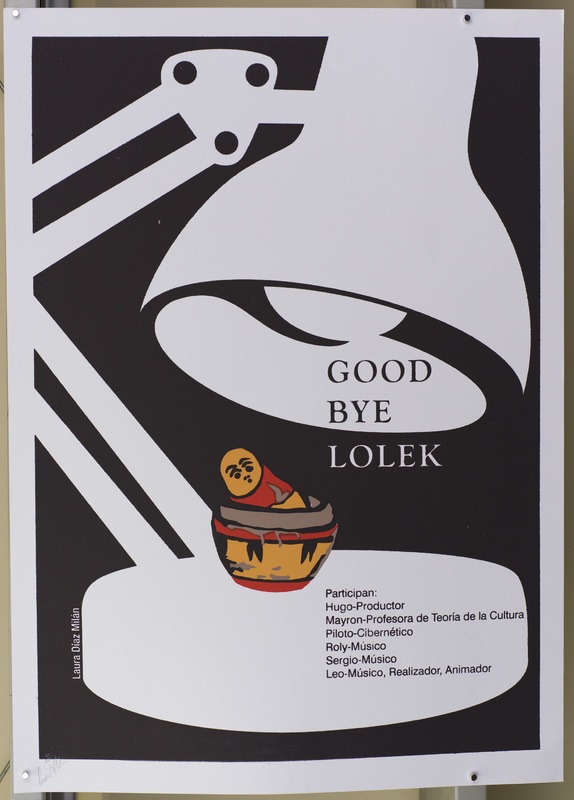 GOOD
BYE
LOLEK
Participan:
Hugo-Productor
Mayron-Profesora de Teoría de la Cultura
Piloto-Cibernético
Roly-Músico
Sergio-Músico
Leo-Músico, Realizador, Animador
Laura Díaz Milán